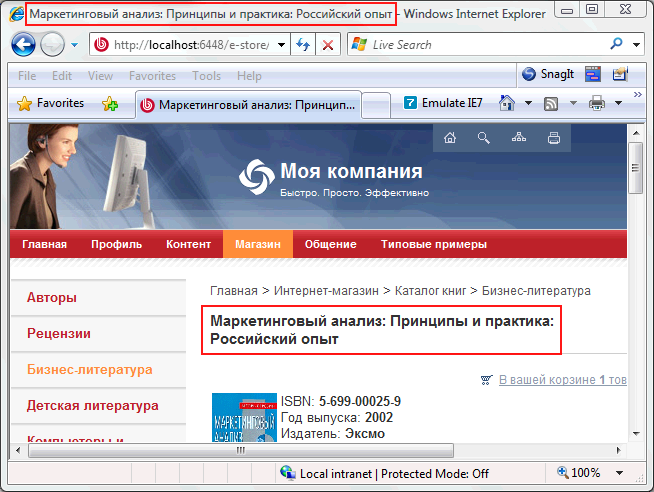 Маркетинговый анализ: Принципы и практика: Российский опыт - Windows Internet Explorer
http://localhost:6448/e-store/
Live Search
File Edit View Favorites Tools Help
SnagIt
Favorites
Маркетинговый анализ: Принцип...
Emulate IE7
Моя компания
Быстро. Просто. Эффективно
Главная Профиль Контент Магазин Общение Типовые примеры
Главная > Интернет-магазин > Каталог книг > Бизнес-литература
Авторы
Рецензии
Бизнес-литература
Детская литература
Компьютеры и
Маркетинговый анализ: Принципы и практика:
Российский опыт
В вашей корзине 1 тов
ISBN: 5-699-00025-9
Год выпуска: 2002
Издатель: Эксмо
МАРКЕТИНГОВЫЙ
Local intranet | Protected Mode: Off
100%